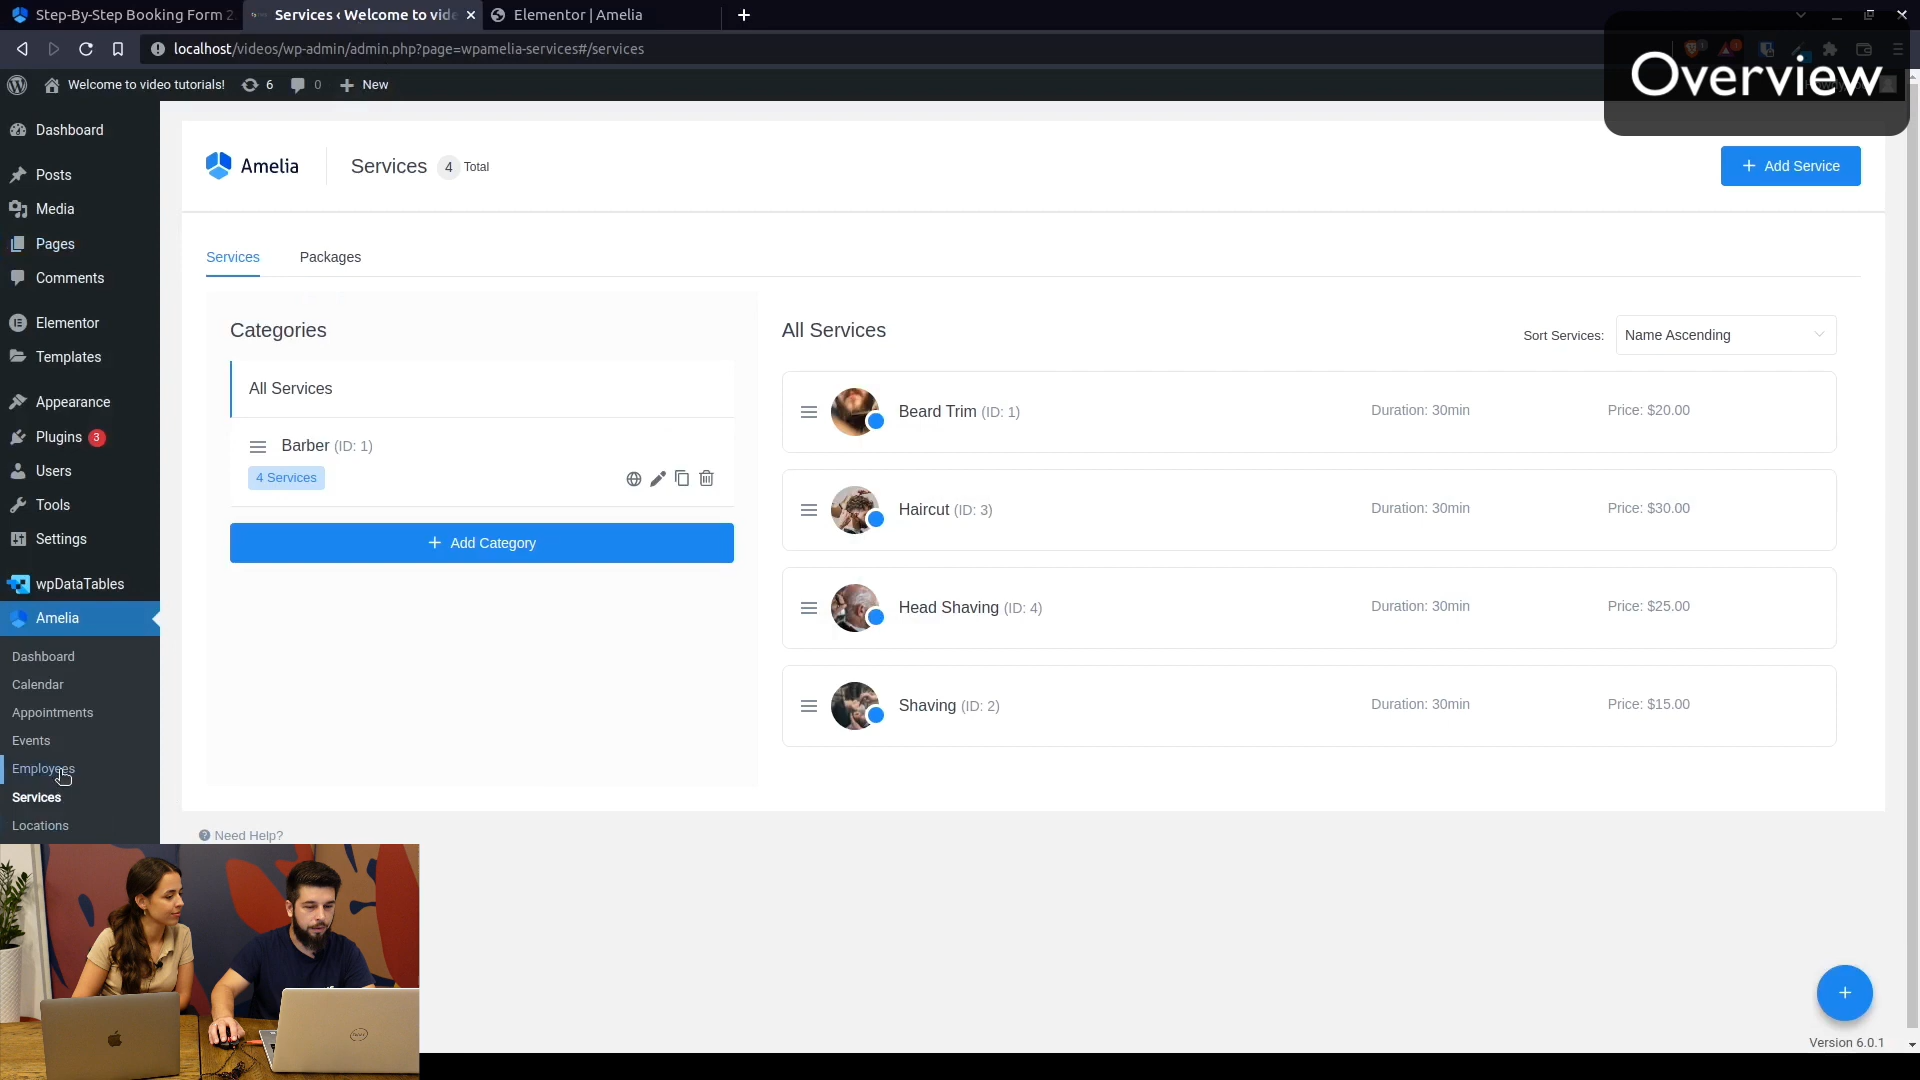 Step-By-Step Booking Form 2
Services ‹ Welcome to vide
Elementor | Amelia
localhost/videos/wp-admin/admin.php?page=wpamelia-services#/services
Overview
Welcome to video tutorials!
6
0
New
Dashboard
Posts
Media
Pages
Comments
Elementor
Templates
Appearance
Plugins 3
Users
Tools
Settings
wpDataTables
Amelia
Dashboard
Calendar
Appointments
Events
Employees
Services
Locations
Amelia
Services 4 Total
+ Add Service
Services
Packages
Categories
All Services
Barber (ID: 1)
4 Services
+ Add Category
All Services
Sort Services: Name Ascending
Beard Trim (ID: 1) Duration: 30min Price: $20.00
Haircut (ID: 3) Duration: 30min Price: $30.00
Head Shaving (ID: 4) Duration: 30min Price: $25.00
Shaving (ID: 2) Duration: 30min Price: $15.00
Need Help?
Version 6.0.1